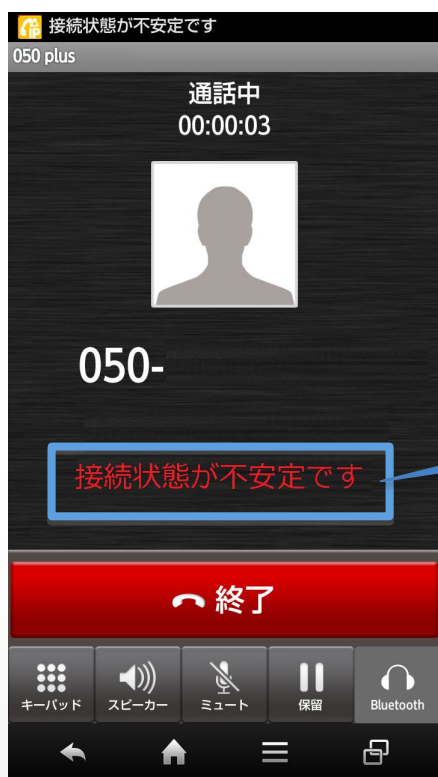 接続状態が不安定です
050 plus
通話中
00:00:03
050-
接続状態が不安定です
終了
キーパッド スピーカー ミュート 保留 Bluetooth